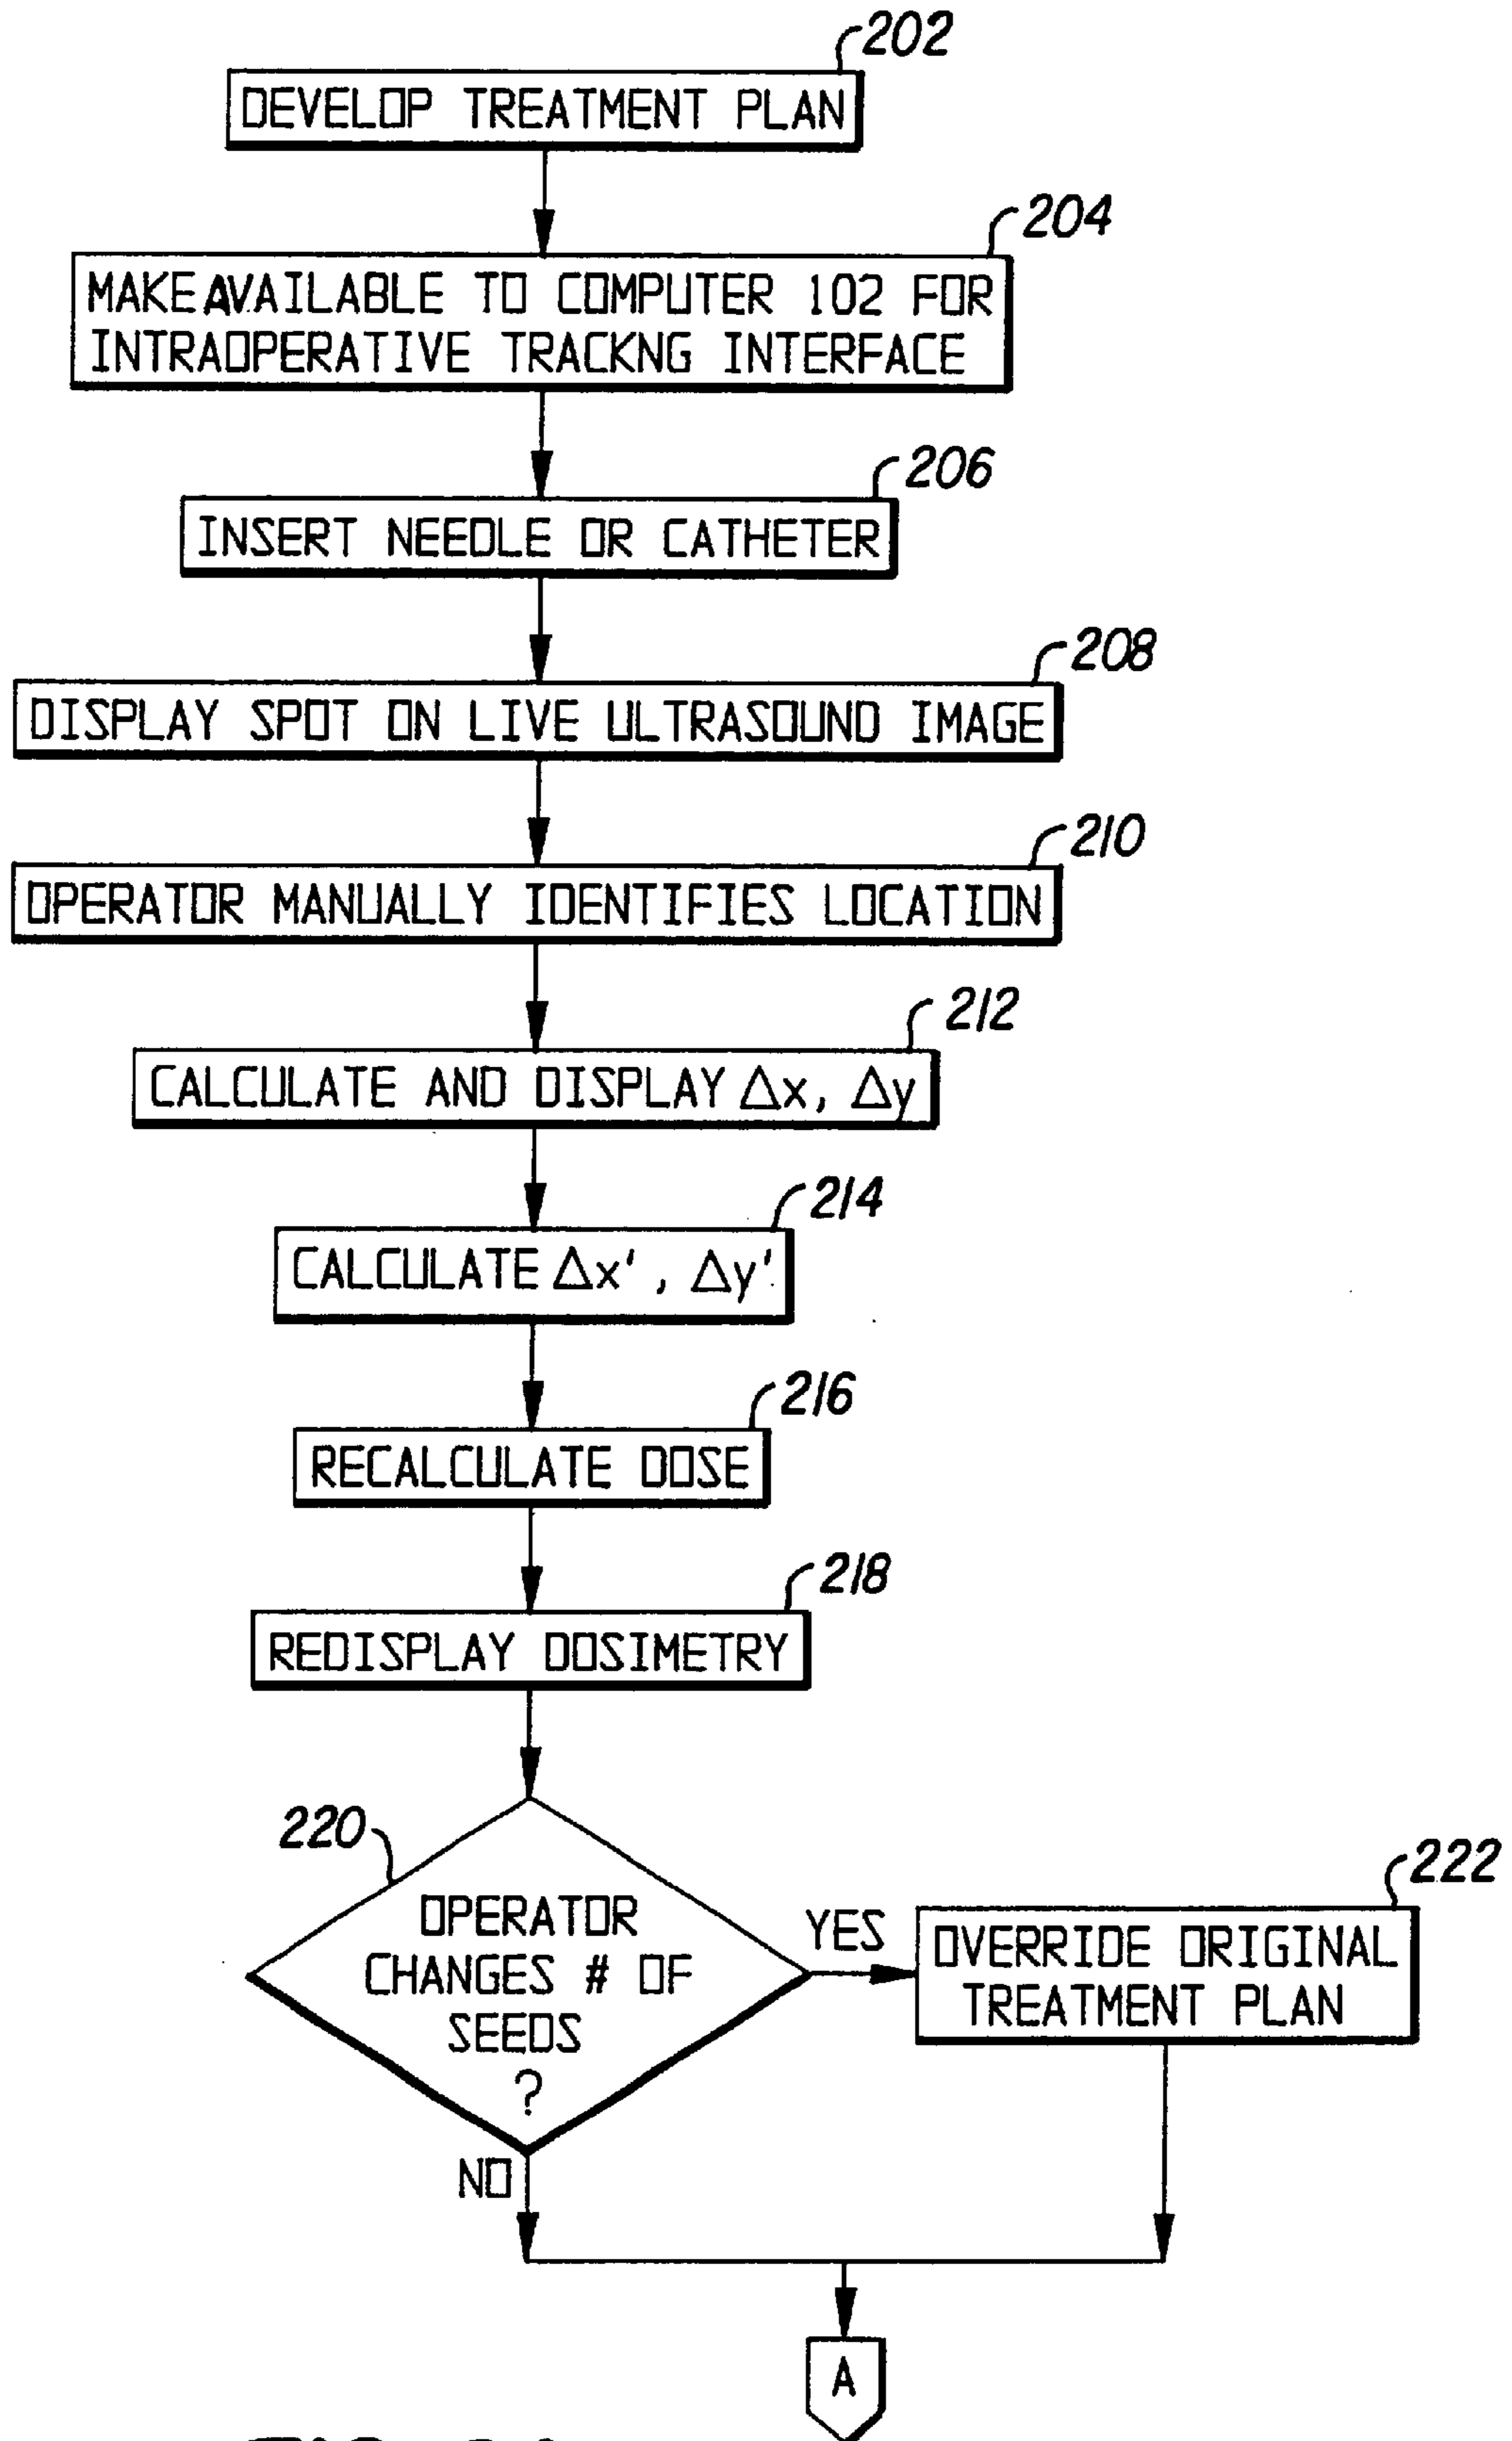 202
DEVELOP TREATMENT PLAN
204
MAKE AVAILABLE TO COMPUTER 102 FOR
INTRAOPERATIVE TRACKNG INTERFACE
206
INSERT NEEDLE OR CATHETER
208
DISPLAY SPOT ON LIVE ULTRASOUND IMAGE
210
OPERATOR MANUALLY IDENTIFIES LOCATION
212
CALCULATE AND DISPLAY Δx, Δy
214
CALCULATE Δx', Δy'
216
RECALCULATE DOSE
218
REDISPLAY DOSIMETRY
220
OPERATOR
CHANGES # OF
SEEDS
?
YES
222
OVERRIDE ORIGINAL
TREATMENT PLAN
NO
A